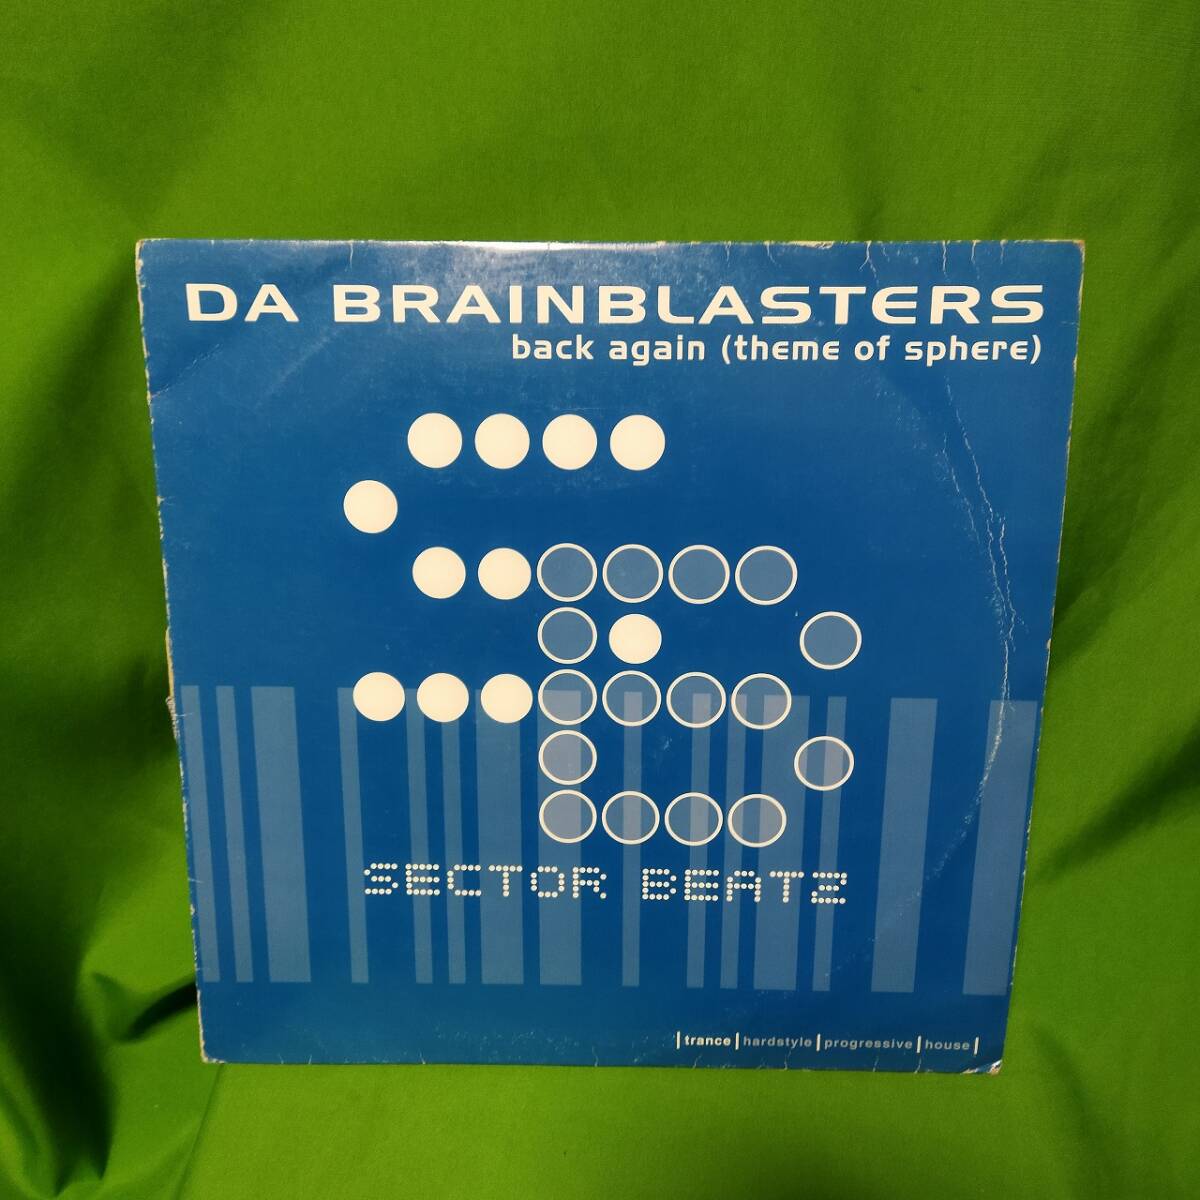 DA BRAINBLASTERS
back again (theme of sphere)
SECTOR BEATZ
|trance|hardstyle|progressive|house|